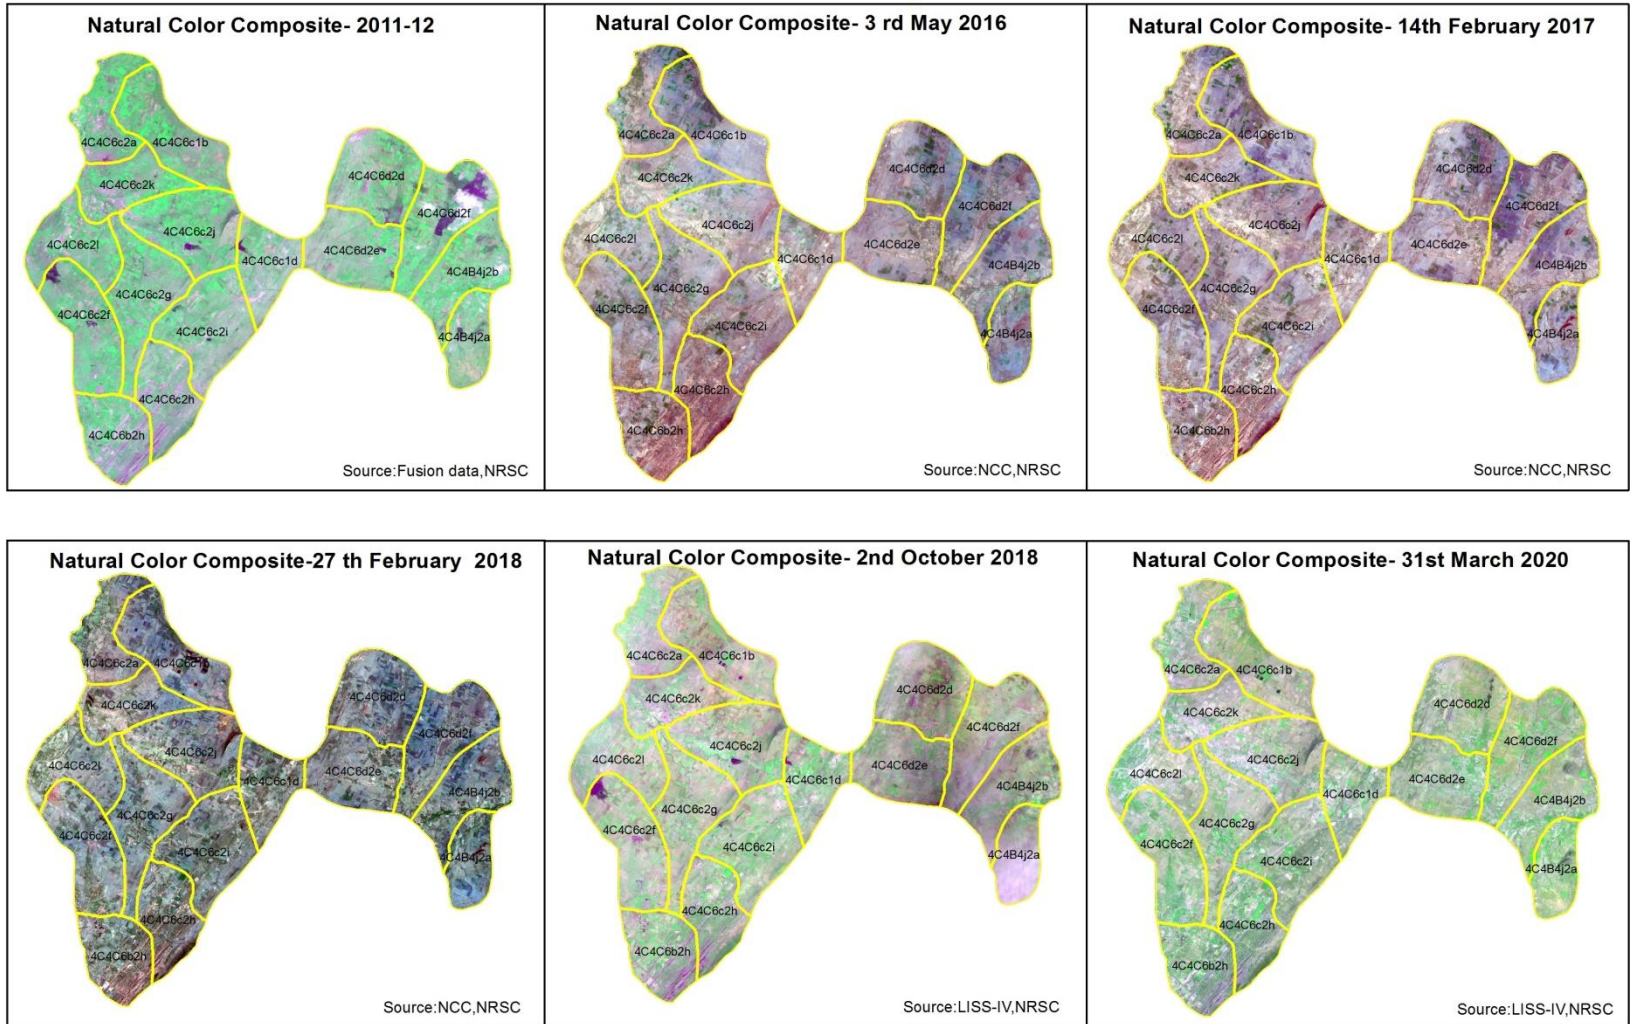 Natural Color Composite- 2011-12
4C4C6c2a
4C4C6c1b
4C4C6c2k
4C4C6d2d
4C4C6d2f
4C4C6c2l
4C4C6c2j
4C4C6c1d
4C4C6d2e
4C4B4j2b
4C4C6c2g
4C4C6c2f
4C4C6c2i
4C4B4j2a
4C4C6c2h
4C4C6b2h
Source:Fusion data,NRSC
Natural Color Composite- 3 rd May 2016
4C4C6c2a
4C4C6c1b
4C4C6c2k
4C4C6d2d
4C4C6d2f
4C4C6c2j
4C4C6c2l
4C4C6d2e
4C4C6c1d
4C4B4j2b
4C4C6c2g
4C4C6c2f
4C4C6c2i
4C4B4j2a
4C4C6c2h
4C4C6b2h
Source:NCC,NRSC
Natural Color Composite- 14th February 2017
4C4C6c2a
4C4C6c1b
4C4C6c2k
4C4C6d2d
4C4C6d2f
4C4C6c2j
4C4C6c2l
4C4C6d2e
4C4C6c1d
4C4B4j2b
4C4C6c2g
4C4C6c2f
4C4C6c2i
4C4B4j2a
4C4C6c2h
4C4C6b2h
Source:NCC,NRSC
Natural Color Composite-27 th February 2018
4C4C6c2a
4C4C6c1b
4C4C6c2k
4C4C6d2d
4C4C6d2f
4C4C6c2j
4C4C6c2l
4C4C6d2e
4C4C6c1d
4C4B4j2b
4C4C6c2g
4C4C6c2f
4C4C6c2i
4C4B4j2a
4C4C6c2h
4C4C6b2h
Source:NCC,NRSC
Natural Color Composite- 2nd October 2018
4C4C6c2a
4C4C6c1b
4C4C6c2k
4C4C6d2d
4C4C6d2f
4C4C6c2j
4C4C6c2l
4C4C6d2e
4C4C6c1d
4C4B4j2b
4C4C6c2g
4C4C6c2f
4C4C6c2i
4C4B4j2a
4C4C6c2h
4C4C6b2h
Source:LISS-IV,NRSC
Natural Color Composite- 31st March 2020
4C4C6c2a
4C4C6c1b
4C4C6c2k
4C4C6d2d
4C4C6d2f
4C4C6c2j
4C4C6c2l
4C4C6d2e
4C4C6c1d
4C4B4j2b
4C4C6c2g
4C4C6c2f
4C4C6c2i
4C4B4j2a
4C4C6c2h
4C4C6b2h
Source:LISS-IV,NRSC